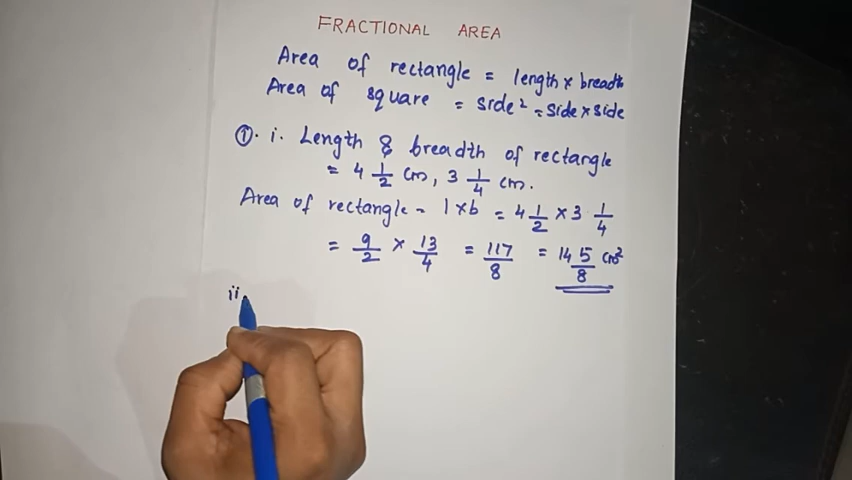 FRACTIONAL AREA
Area of rectangle = length × breadth
Area of square = side² = side × side
①. i. Length & breadth of rectangle
= 4 1/2 cm, 3 1/4 cm.
Area of rectangle = l × b = 4 1/2 × 3 1/4
= 9/2 × 13/4 = 117/8 = 14 5/8 cm²
ii.